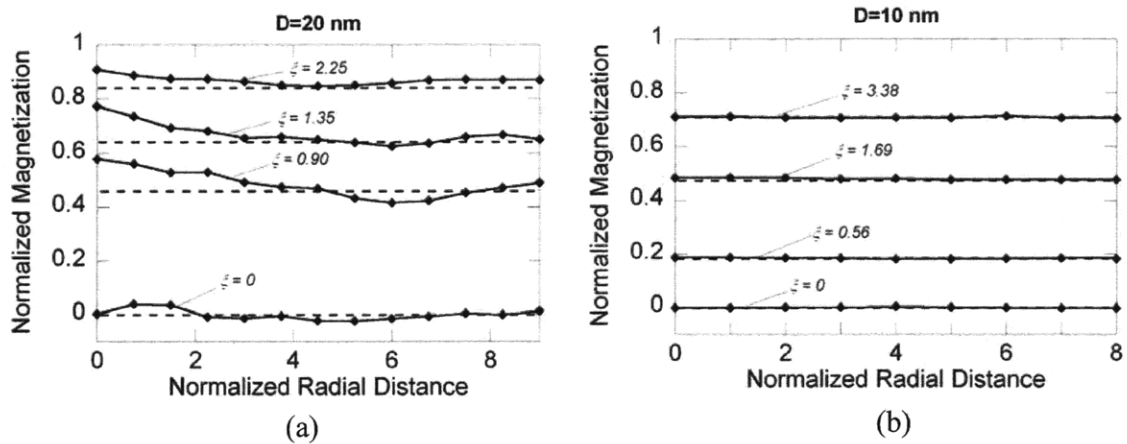 D=20 nm
(a)
1
0.8
0.6
0.4
0.2
0
Normalized Magnetization
ξ = 2.25
ξ = 1.35
ξ = 0.90
ξ = 0
0 2 4 6 8
Normalized Radial Distance
(a)
D=10 nm
(b)
1
0.8
0.6
0.4
0.2
0
Normalized Magnetization
ξ = 3.38
ξ = 1.69
ξ = 0.56
ξ = 0
0 2 4 6 8
Normalized Radial Distance
(b)